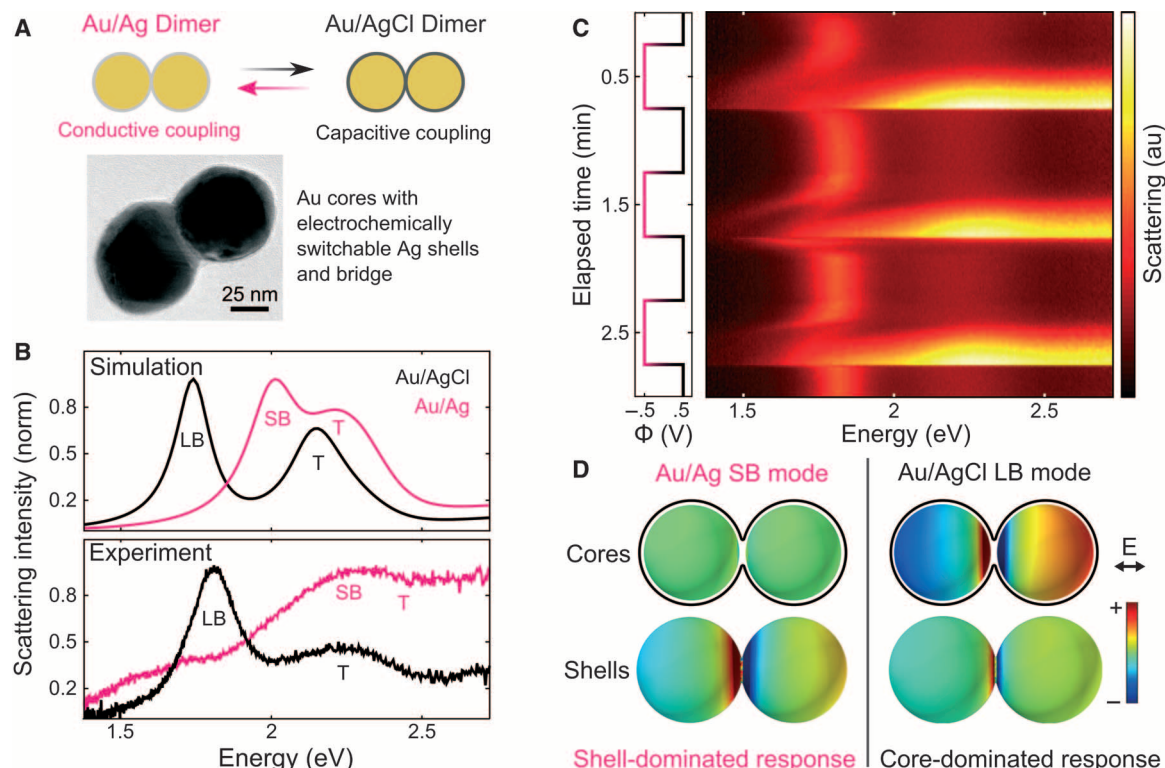 A
Au/Ag Dimer
Au/AgCl Dimer
Conductive coupling
Capacitive coupling
Au cores with
electrochemically
switchable Ag shells
and bridge
25 nm
B
Simulation
Au/AgCl
Au/Ag
LB
SB
T
T
0.8
0.5
0.2
Experiment
LB
SB
T
T
0.8
0.5
0.2
Scattering intensity (norm)
1.5
2
2.5
Energy (eV)
C
Elapsed time (min)
0.5
1.5
2.5
-.5
.5
Φ (V)
1.5
2
2.5
Energy (eV)
Scattering (au)
D
Au/Ag SB mode
Au/AgCl LB mode
Cores
E
Shells
+
−
Shell-dominated response
Core-dominated response